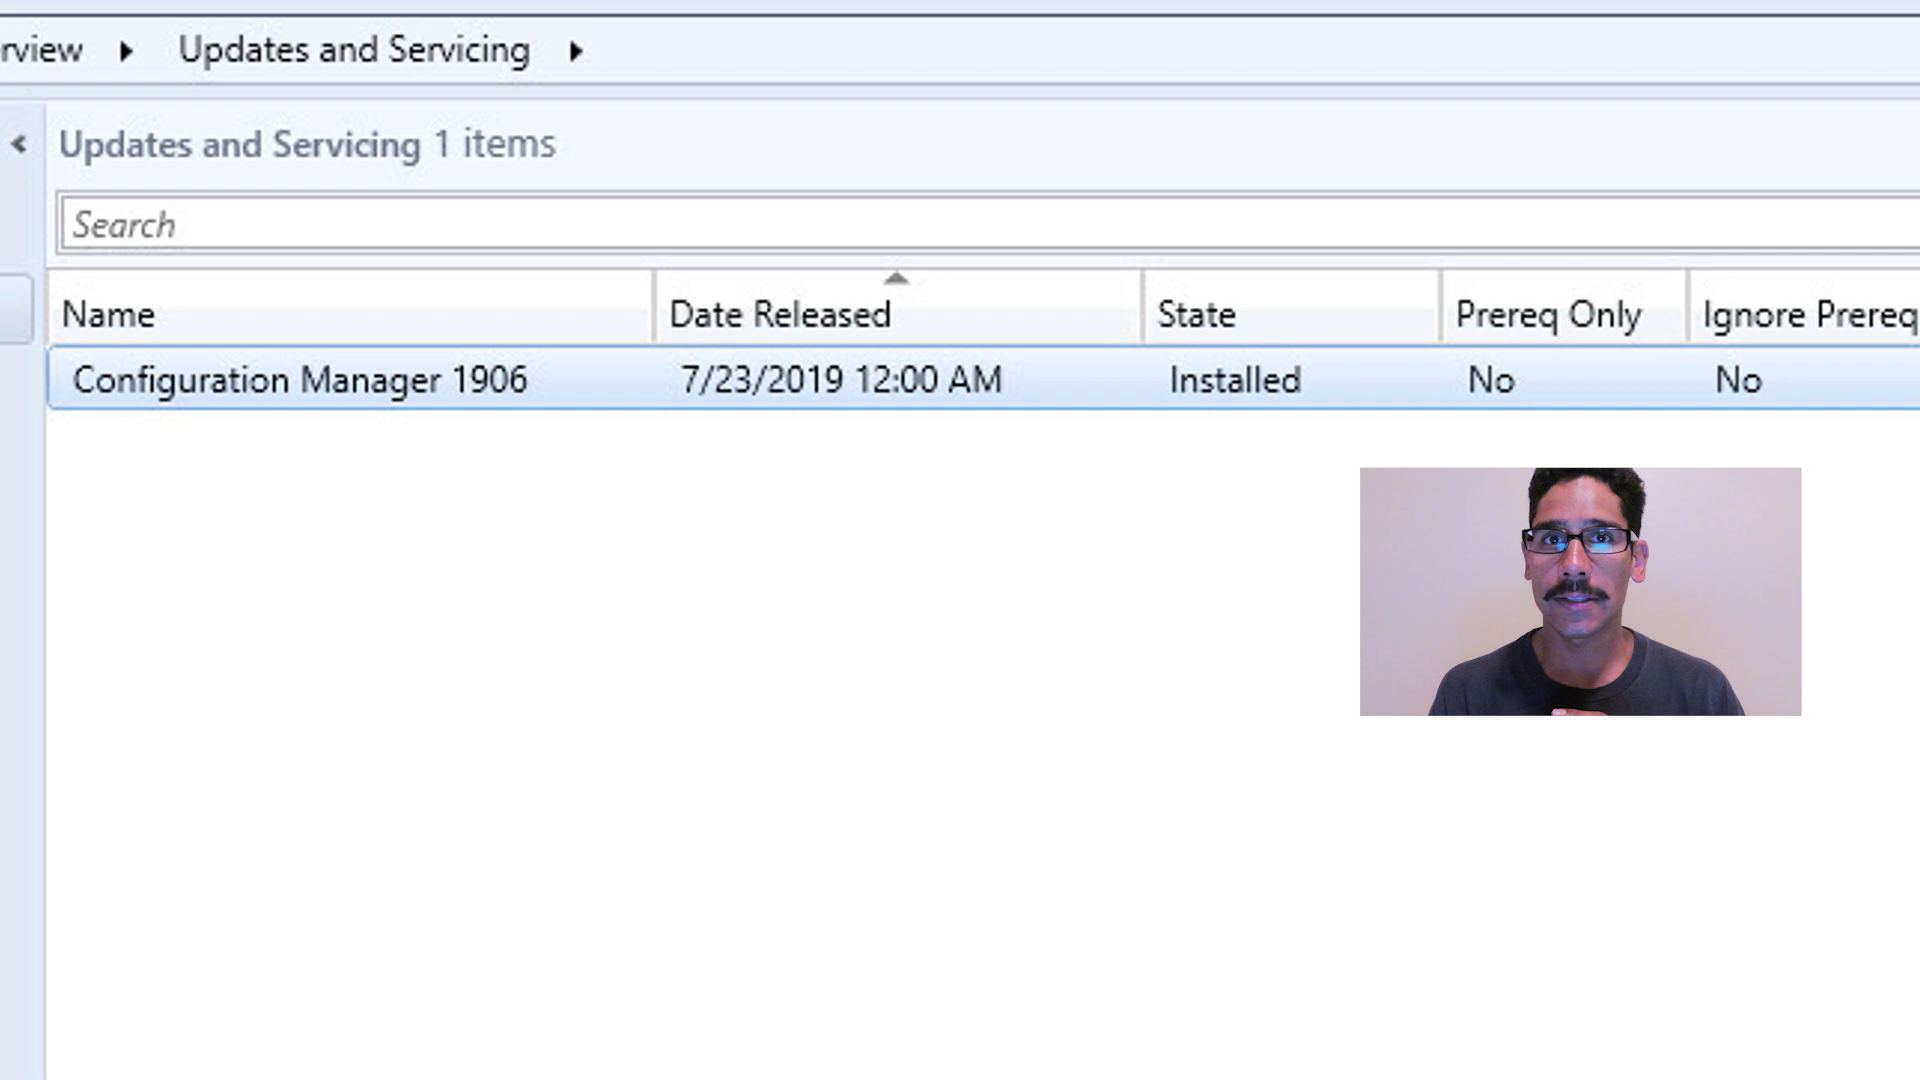 rview ▸ Updates and Servicing ▸
Updates and Servicing 1 items
Search
Name Date Released State Prereq Only Ignore Prereq
Configuration Manager 1906 7/23/2019 12:00 AM Installed No No